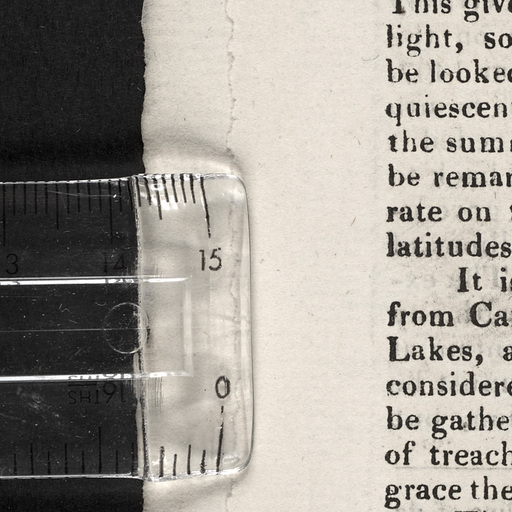 This give
light, so
be looked
quiescent
the sum
be remar
rate on
latitudes
It i
from Ca
Lakes, a
considere
be gathe
of treach
grace the
3 14 15
0
16THS